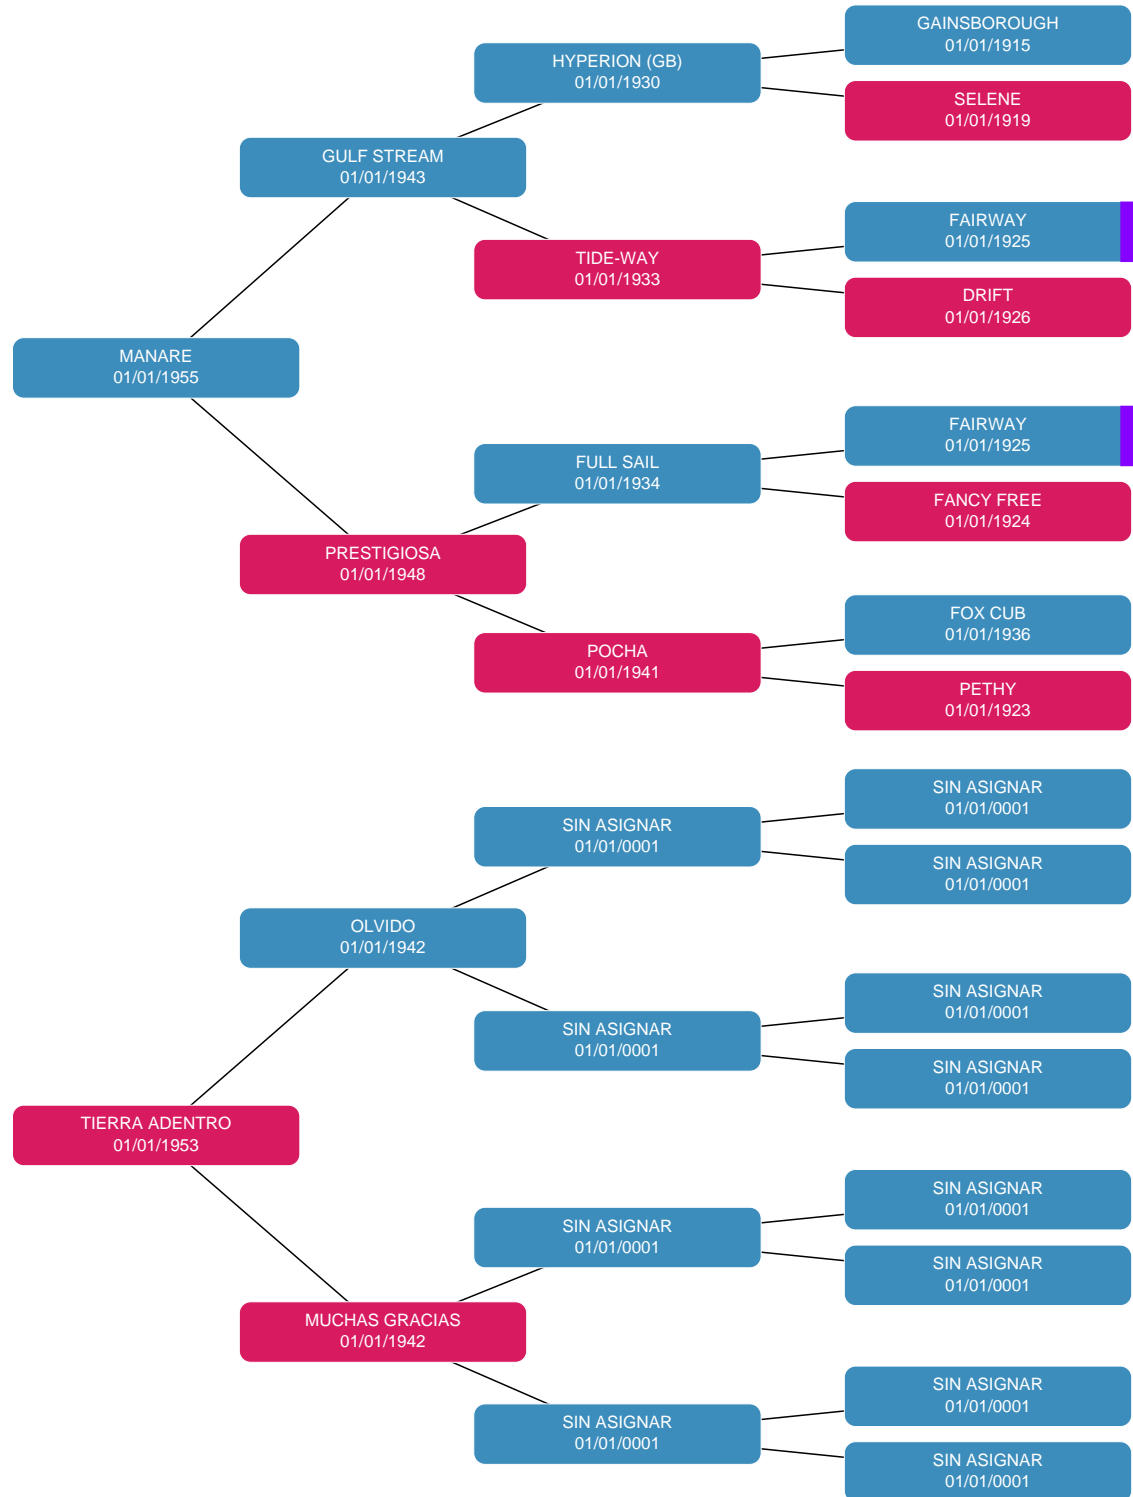 GAINSBOROUGH
01/01/1915
HYPERION (GB)
01/01/1930
SELENE
01/01/1919
GULF STREAM
01/01/1943
FAIRWAY
01/01/1925
TIDE-WAY
01/01/1933
DRIFT
01/01/1926
MANARE
01/01/1955
FAIRWAY
01/01/1925
FULL SAIL
01/01/1934
FANCY FREE
01/01/1924
PRESTIGIOSA
01/01/1948
FOX CUB
01/01/1936
POCHA
01/01/1941
PETHY
01/01/1923
SIN ASIGNAR
01/01/0001
SIN ASIGNAR
01/01/0001
SIN ASIGNAR
01/01/0001
OLVIDO
01/01/1942
SIN ASIGNAR
01/01/0001
SIN ASIGNAR
01/01/0001
SIN ASIGNAR
01/01/0001
TIERRA ADENTRO
01/01/1953
SIN ASIGNAR
01/01/0001
SIN ASIGNAR
01/01/0001
SIN ASIGNAR
01/01/0001
MUCHAS GRACIAS
01/01/1942
SIN ASIGNAR
01/01/0001
SIN ASIGNAR
01/01/0001
SIN ASIGNAR
01/01/0001